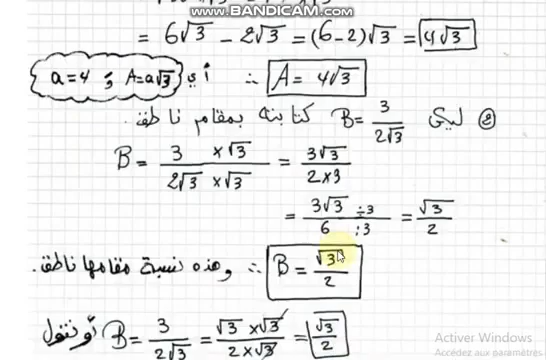 www.BANDICAM.com
= 6√3 − 2√3 = (6−2)√3 = 4√3
a=4 و A=a√3 أي ∴ A = 4√3
② ليكن B = 3/(2√3) كتابته بمقام ناطق.
B = (3 ×√3)/(2√3 ×√3) = 3√3/(2×3)
= (3√3 ÷3)/(6 :3) = √3/2
∴ B = √3/2 وهذه نسبة مقامها ناطق.
B = 3/(2√3) = (√3 ×√3)/(2×√3) = √3/2
Activer Windows
Accédez aux paramètres